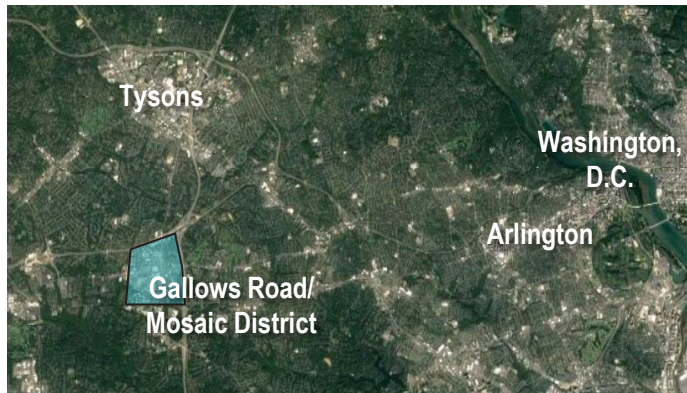 Tysons
Washington,
D.C.
Arlington
Gallows Road/
Mosaic District